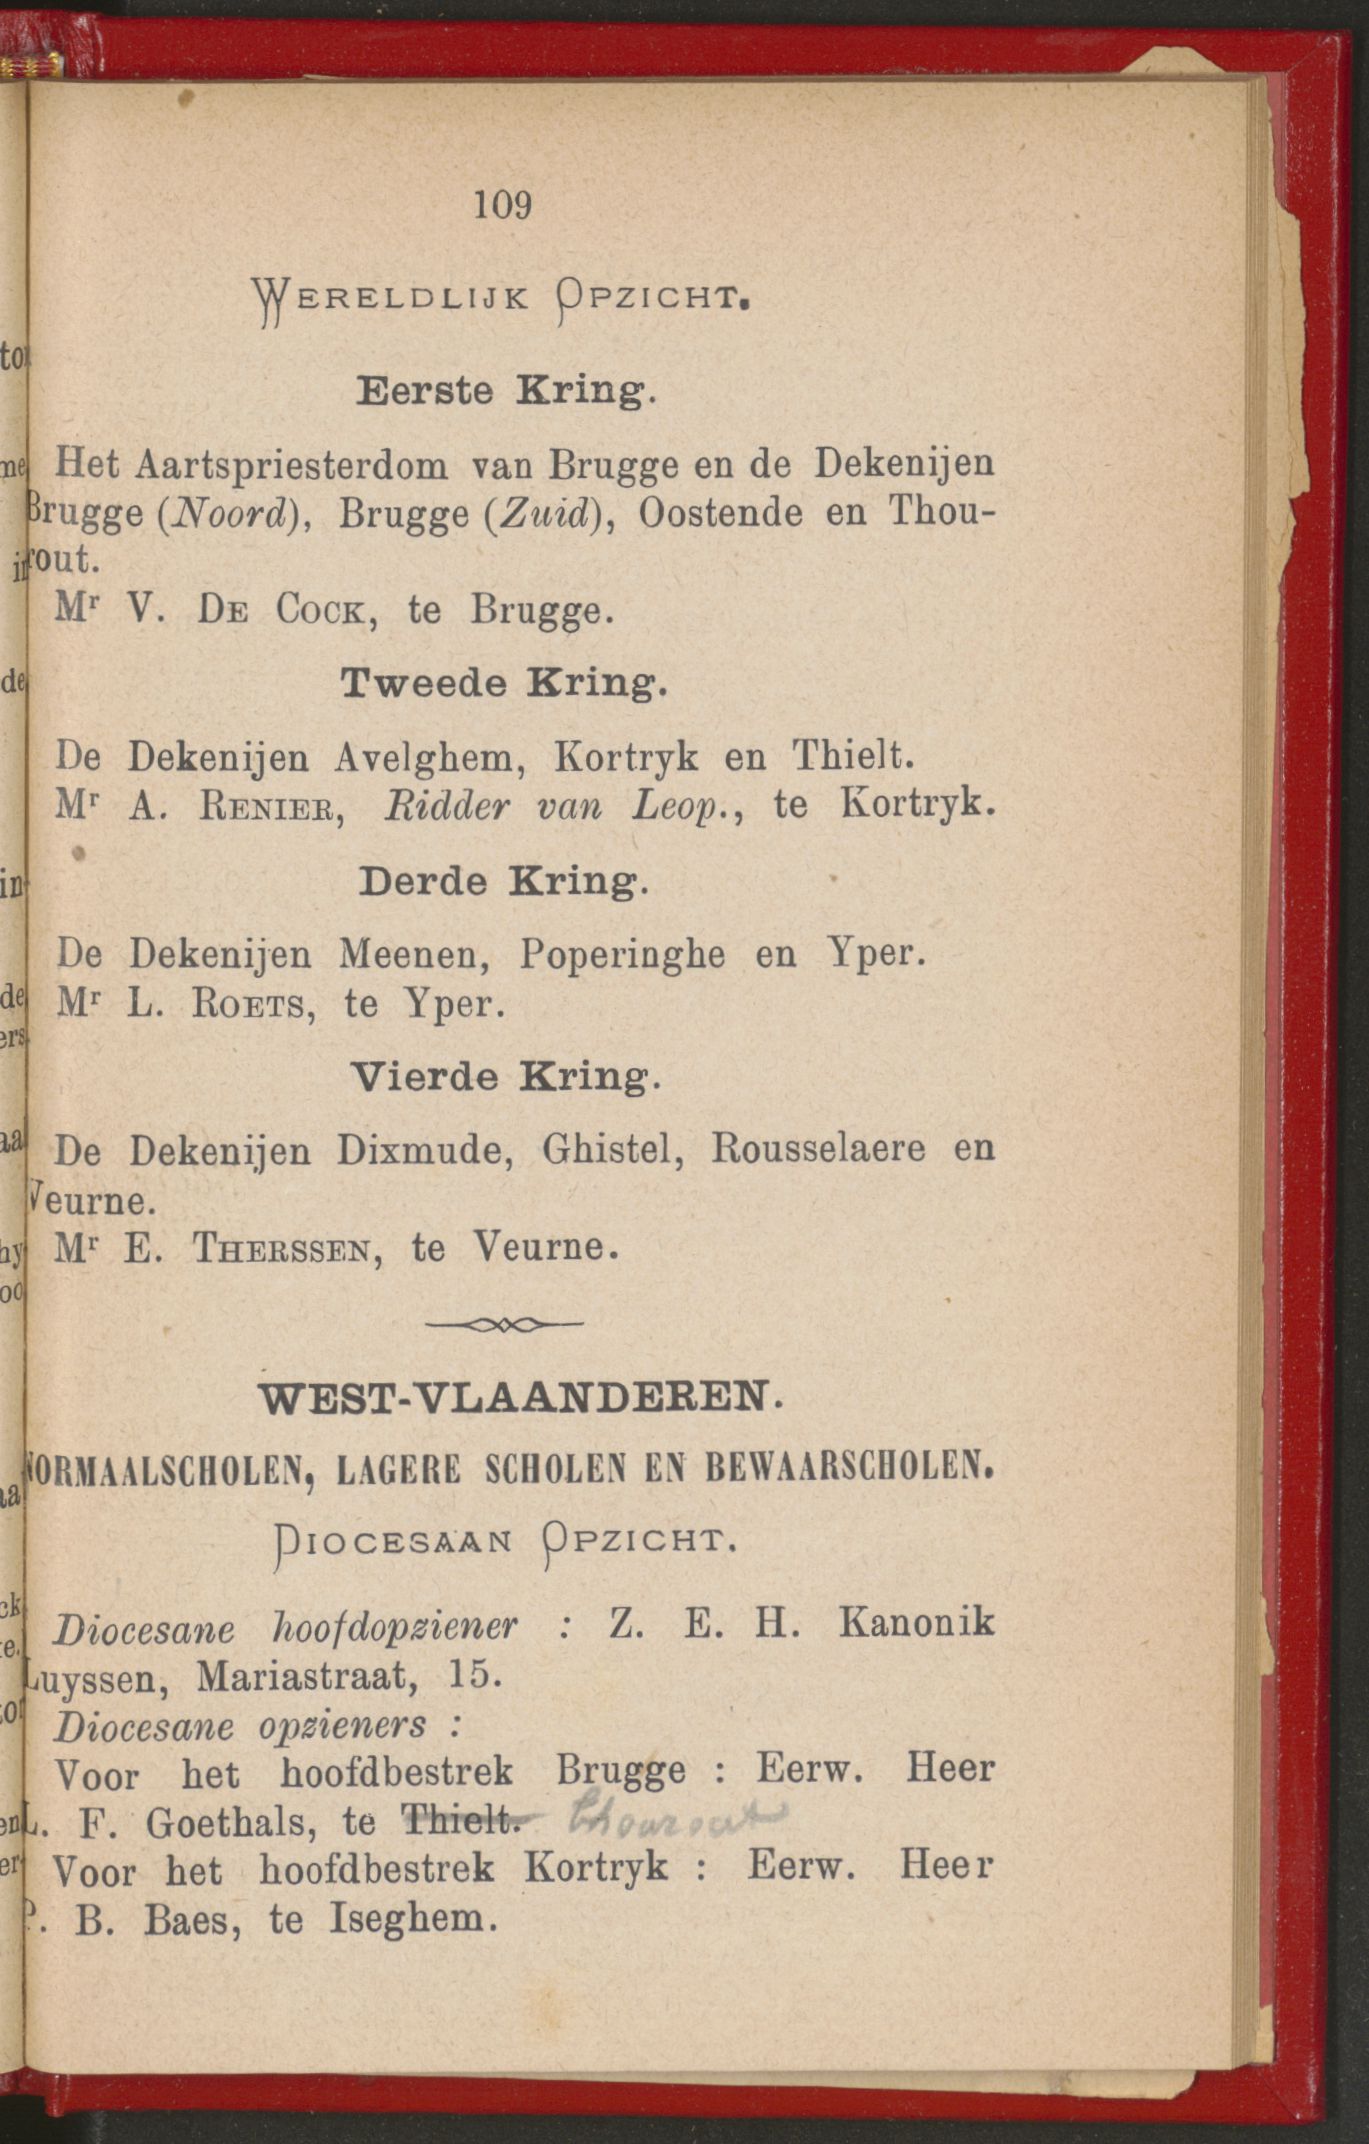 109
WERELDLIJK OPZICHT.
Eerste Kring.
Het Aartspriesterdom van Brugge en de Dekenijen
Brugge (Noord), Brugge (Zuid), Oostende en Thou-
rout.
Mr V. DE COCK, te Brugge.
Tweede Kring.
De Dekenijen Avelghem, Kortryk en Thielt.
Mr A. RENIER, Ridder van Leop., te Kortryk.
Derde Kring.
De Dekenijen Meenen, Poperinghe en Yper.
Mr L. ROETS, te Yper.
Vierde Kring.
De Dekenijen Dixmude, Ghistel, Rousselaere en
Veurne.
Mr E. THERSSEN, te Veurne.
WEST-VLAANDEREN.
NORMAALSCHOLEN, LAGERE SCHOLEN EN BEWAARSCHOLEN.
DIOCESAAN OPZICHT.
Diocesane hoofdopziener : Z. E. H. Kanonik
Luyssen, Mariastraat, 15.
Diocesane opzieners :
Voor het hoofdbestrek Brugge : Eerw. Heer
L. F. Goethals, te Thielt. Thourout
Voor het hoofdbestrek Kortryk : Eerw. Heer
P. B. Baes, te Iseghem.